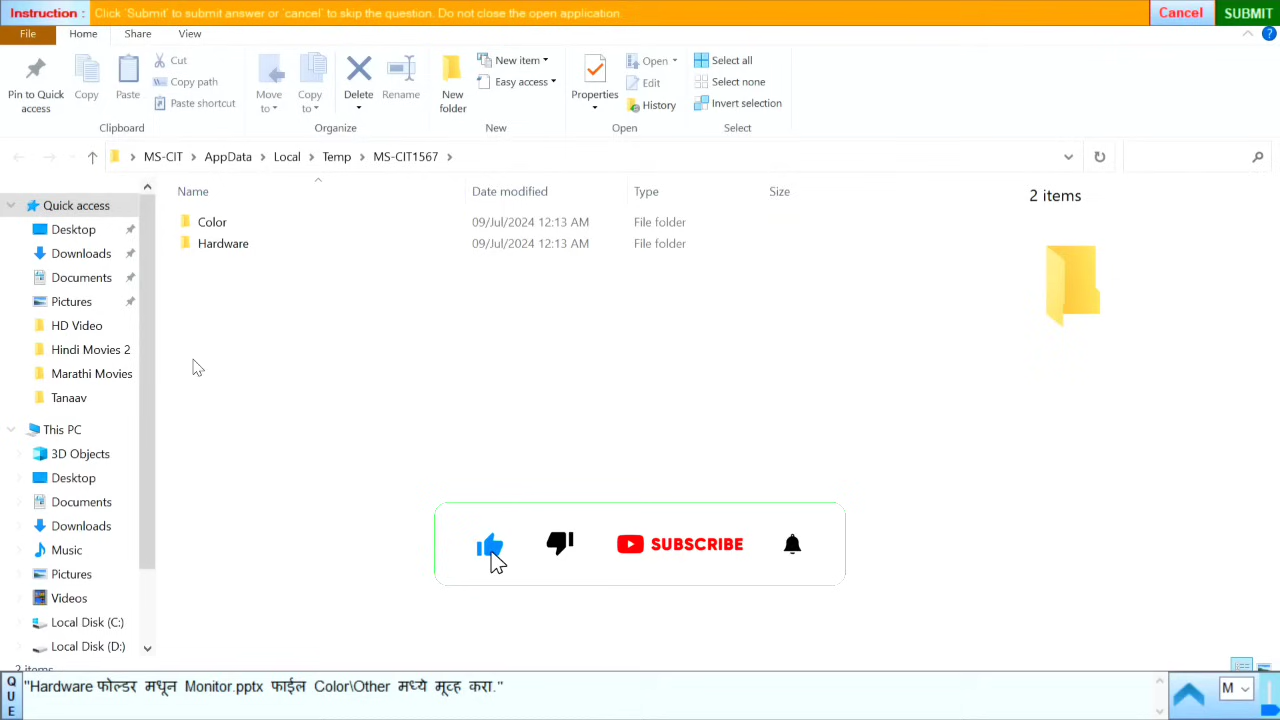 Instruction : Click 'Submit' to submit answer or 'cancel' to skip the question. Do not close the open application. Cancel SUBMIT
File Home Share View
Pin to Quick access
Copy
Paste
Cut
Copy path
Paste shortcut
Clipboard
Move to
Copy to
Delete
Rename
Organize
New folder
New item
Easy access
New
Properties
Open
Edit
History
Open
Select all
Select none
Invert selection
Select
MS-CIT > AppData > Local > Temp > MS-CIT1567 >
Quick access
Desktop
Downloads
Documents
Pictures
HD Video
Hindi Movies 2
Marathi Movies
Tanaav
This PC
3D Objects
Desktop
Documents
Downloads
Music
Pictures
Videos
Local Disk (C:)
Local Disk (D:)
2 items
Name Date modified Type Size
Color 09/Jul/2024 12:13 AM File folder
Hardware 09/Jul/2024 12:13 AM File folder
2 items
SUBSCRIBE
QUE
"Hardware फोल्डर मधून Monitor.pptx फाईल Color\Other मध्ये मूव्ह करा."
M